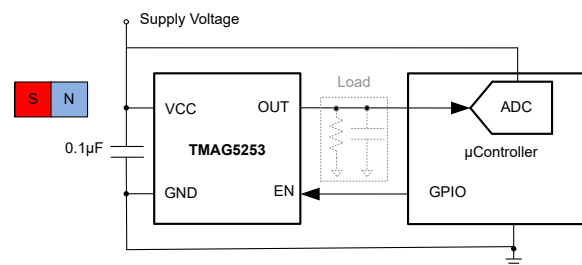 Supply Voltage
S N
VCC
OUT
Load
ADC
0.1µF
TMAG5253
µController
GND
EN
GPIO